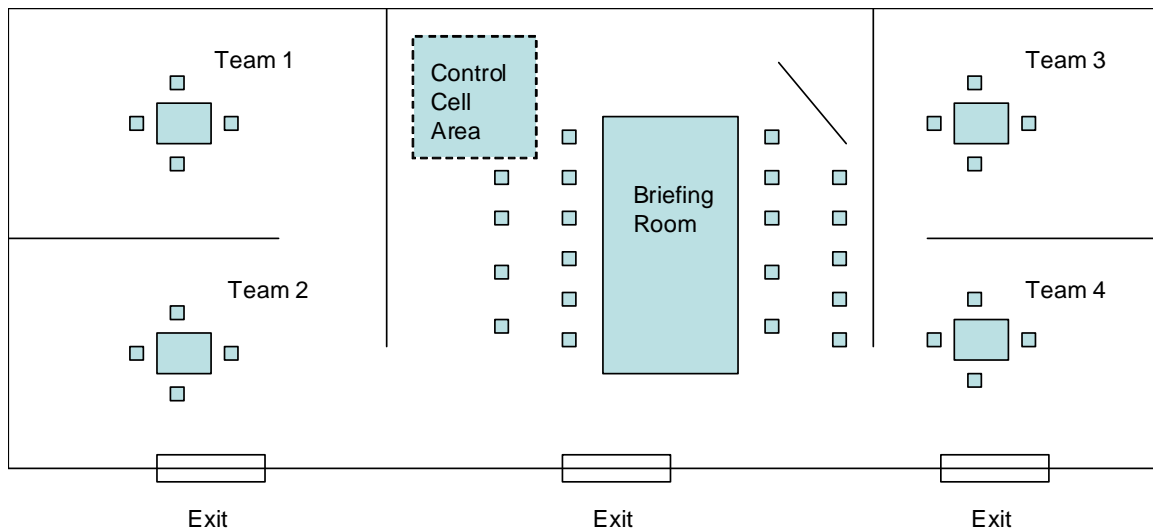 Team 1
Control
Cell
Area
Team 3
Briefing
Room
Team 2
Team 4
Exit
Exit
Exit